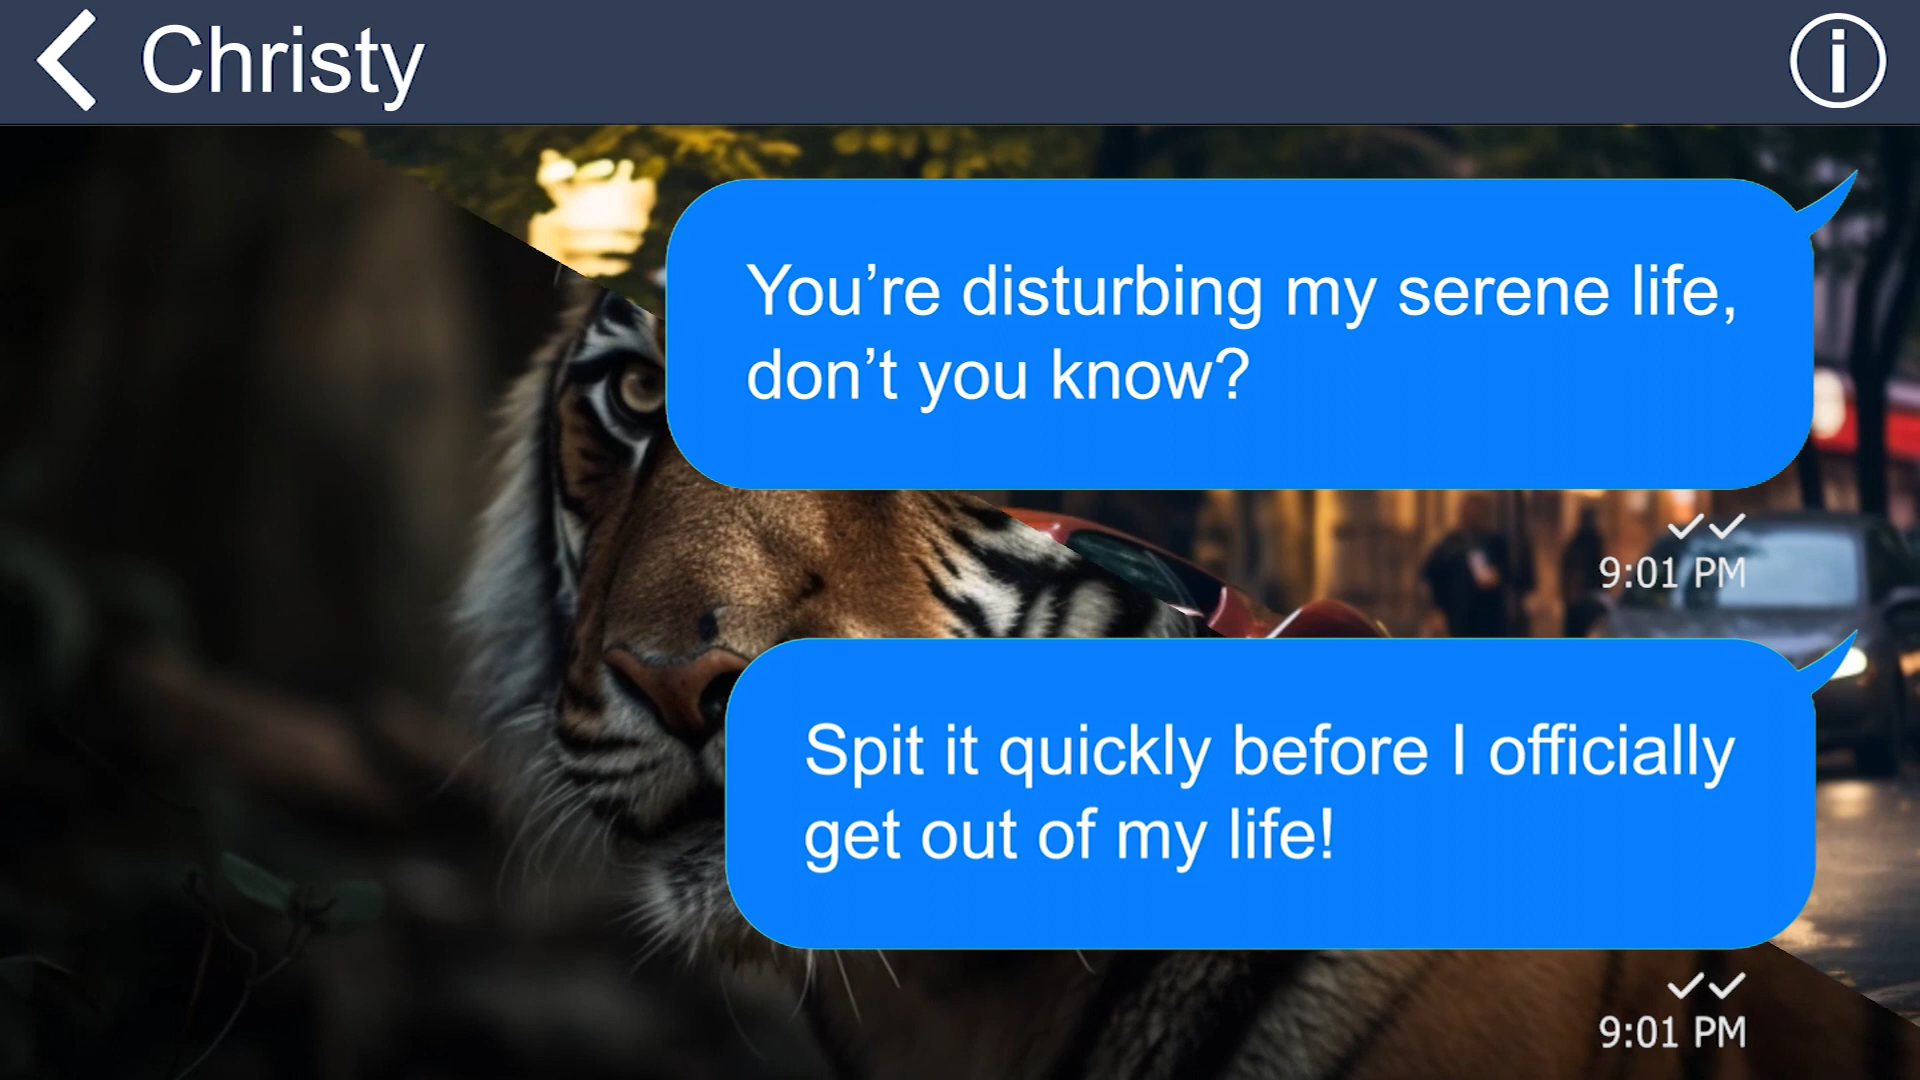 Christy
You’re disturbing my serene life,
don’t you know?
9:01 PM
Spit it quickly before I officially
get out of my life!
9:01 PM